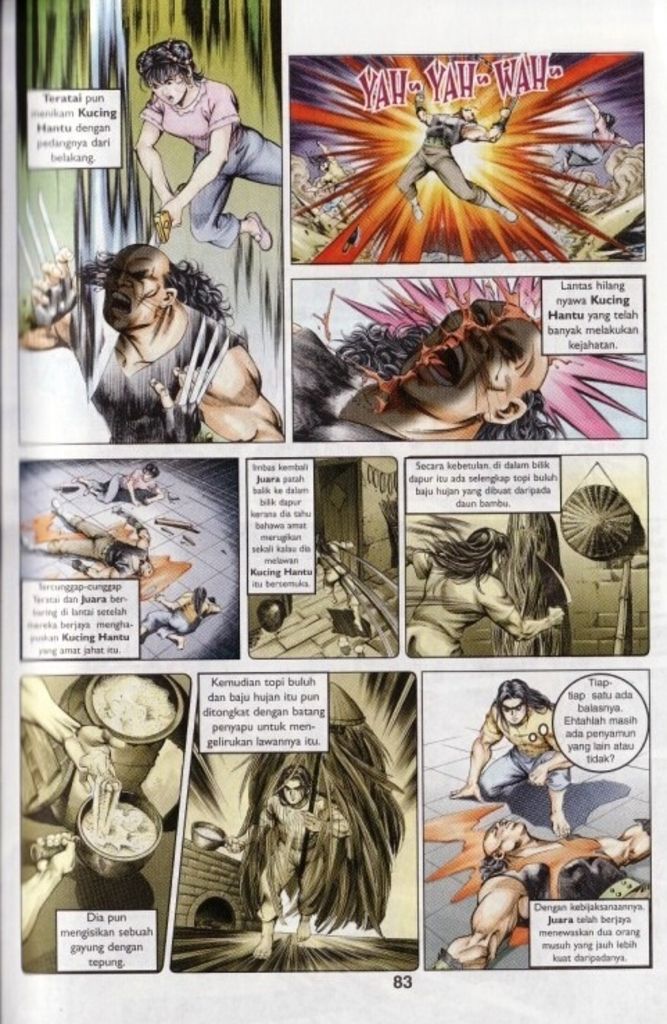 Teratai pun
menikam Kucing
Hantu dengan
pedangnya dari
belakang.
YAH" YAH" WAH"
Lantas hilang
nyawa Kucing
Hantu yang telah
banyak melakukan
kejahatan.
Tercunggap-cunggap
Teratai dan Juara ber-
baring di lantai setelah
mereka berjaya mengha-
puskan Kucing Hantu
yang amat jahat itu.
Imbas kembali
Juara patah
balik ke dalam
bilik dapur
kerana dia tahu
bahawa amat
merugikan
sekali kalau dia
melawan
Kucing Hantu
itu bersemuka.
Secara kebetulan, di dalam bilik
dapur itu ada selengkap topi buluh
baju hujan yang dibuat daripada
daun bambu.
Dia pun
mengisikan sebuah
gayung dengan
tepung.
Kemudian topi buluh
dan baju hujan itu pun
ditongkat dengan batang
penyapu untuk men-
gelirukan lawannya itu.
Tiap-
tiap satu ada
balasnya.
Ehtahlah masih
ada penyamun
yang lain atau
tidak?
Dengan kebijaksanaannya,
Juara telah berjaya
menewaskan dua orang
musuh yang jauh lebih
kuat daripadanya.
83